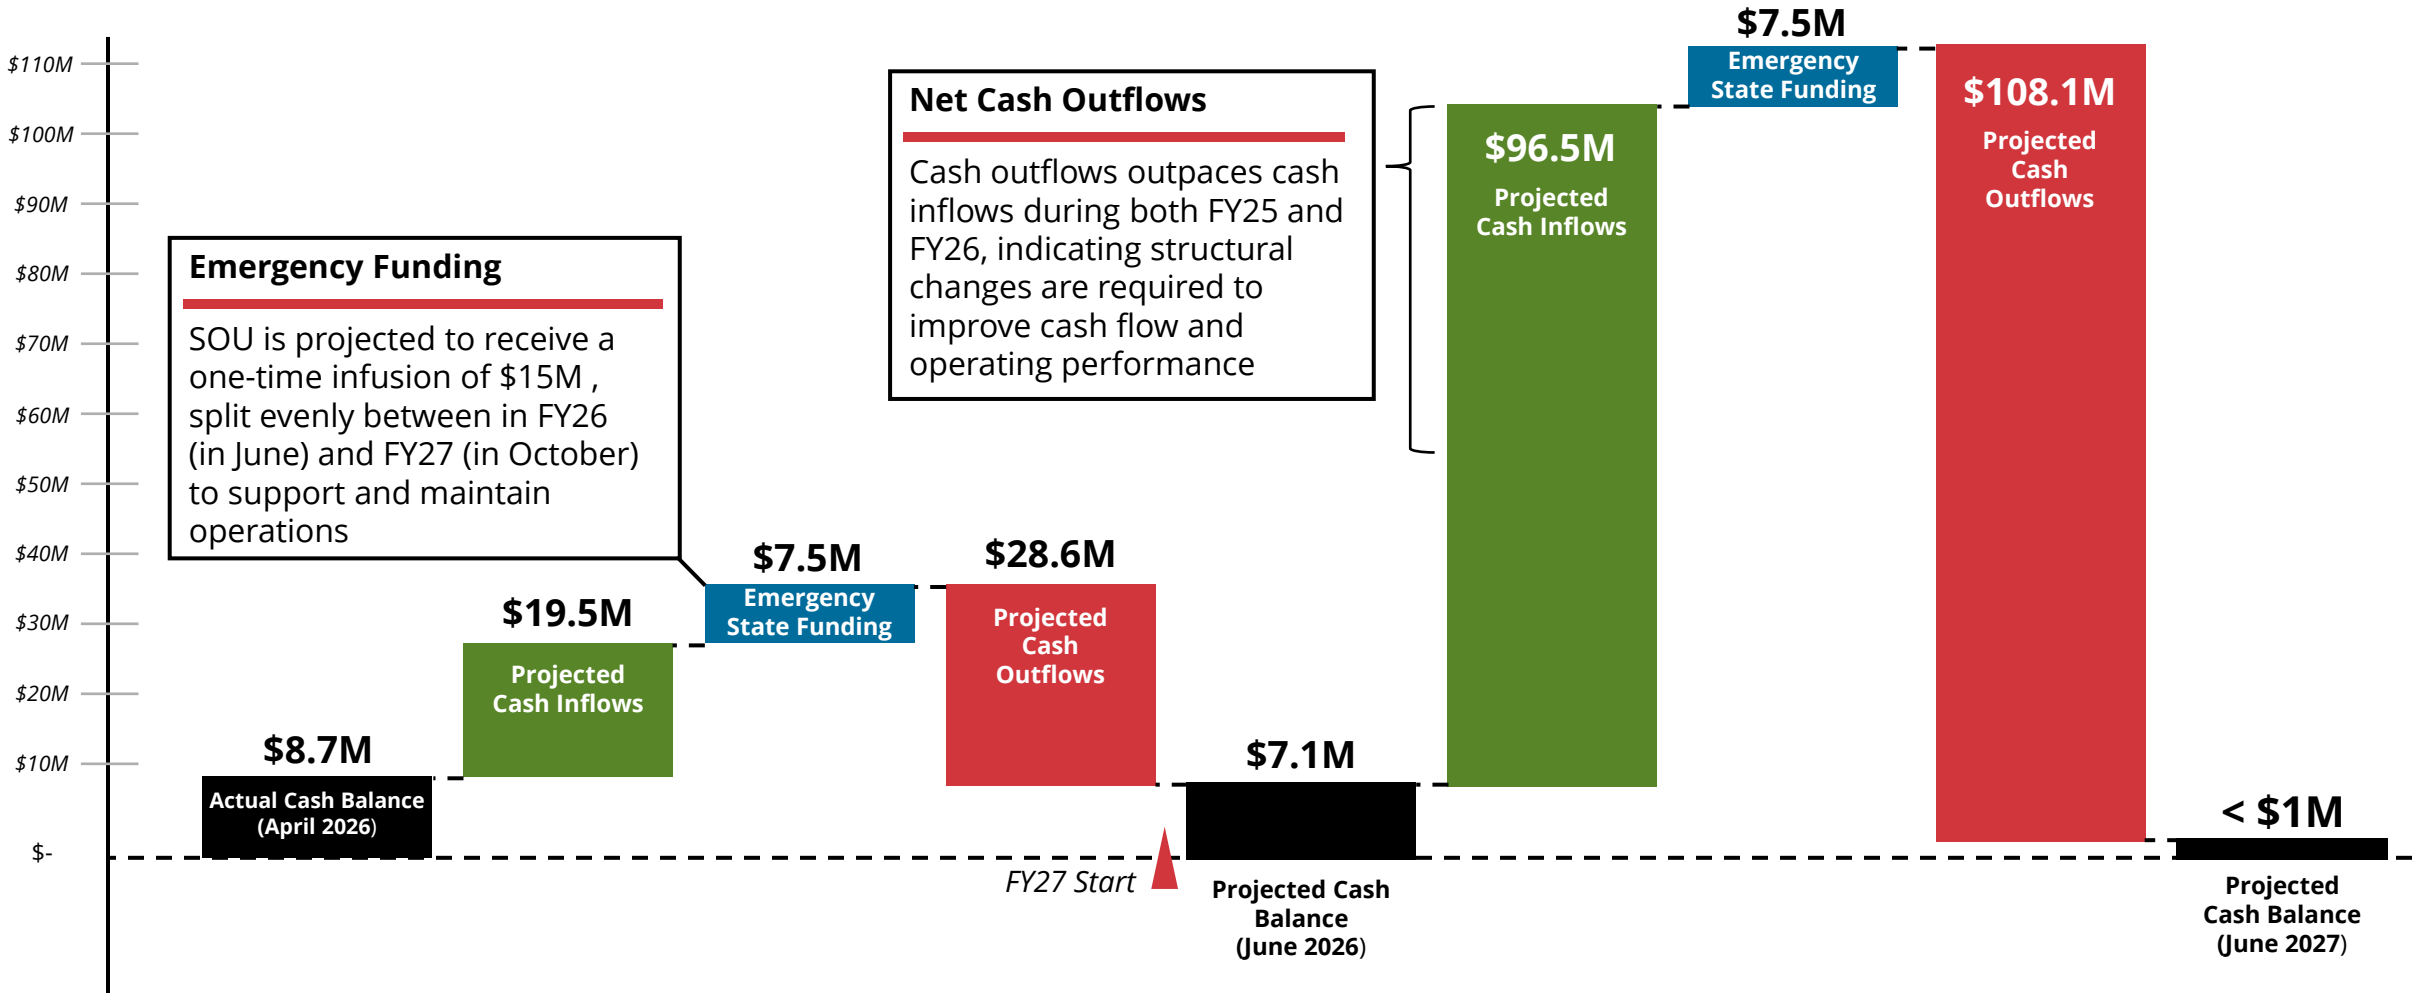 $110M
$100M
$90M
$80M
$70M
$60M
$50M
$40M
$30M
$20M
$10M
$-
Emergency Funding
SOU is projected to receive a
one-time infusion of $15M ,
split evenly between in FY26
(in June) and FY27 (in October)
to support and maintain
operations
Net Cash Outflows
Cash outflows outpaces cash
inflows during both FY25 and
FY26, indicating structural
changes are required to
improve cash flow and
operating performance
$8.7M
Actual Cash Balance
(April 2026)
$19.5M
Projected
Cash Inflows
$7.5M
Emergency
State Funding
$28.6M
Projected
Cash
Outflows
FY27 Start
$7.1M
Projected Cash
Balance
(June 2026)
$96.5M
Projected
Cash Inflows
$7.5M
Emergency
State Funding
$108.1M
Projected
Cash
Outflows
< $1M
Projected
Cash Balance
(June 2027)